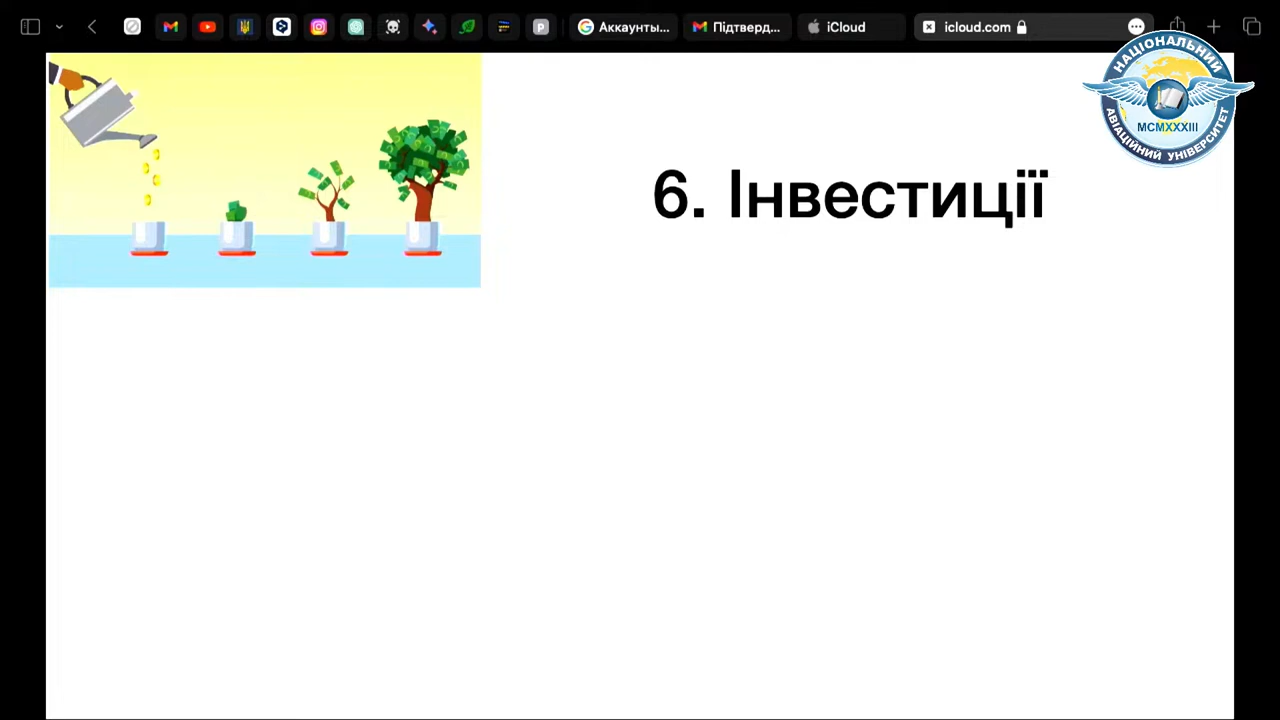 Аккаунты...
Підтверд...
iCloud
icloud.com
НАЦІОНАЛЬНИЙ
MCMXXXIII
АВІАЦІЙНИЙ УНІВЕРСИТЕТ
6. Інвестиції